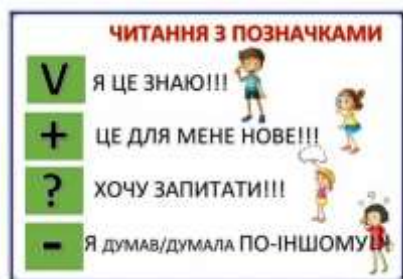 ЧИТАННЯ З ПОЗНАЧКАМИ
V Я ЦЕ ЗНАЮ!!!
+ ЦЕ ДЛЯ МЕНЕ НОВЕ!!!
? ХОЧУ ЗАПИТАТИ!!!
- Я ДУМАВ/ДУМАЛА ПО-ІНШОМУ!!!